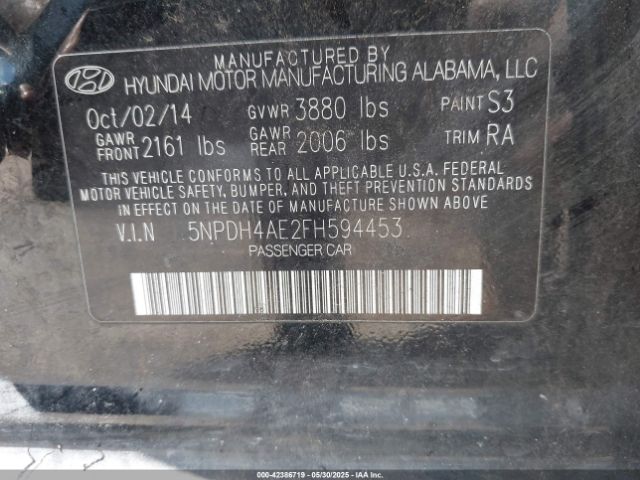 MANUFACTURED BY
HYUNDAI MOTOR MANUFACTURING ALABAMA, LLC
Oct/02/14 GVWR 3880 lbs PAINT S3
GAWR FRONT 2161 lbs GAWR REAR 2006 lbs TRIM RA
THIS VEHICLE CONFORMS TO ALL APPLICABLE U.S.A. FEDERAL
MOTOR VEHICLE SAFETY, BUMPER, AND THEFT PREVENTION STANDARDS
IN EFFECT ON THE DATE OF MANUFACTURE SHOWN ABOVE.
V.I.N 5NPDH4AE2FH594453
PASSENGER CAR
000-42386719 - 05/30/2025 - IAAI.COM